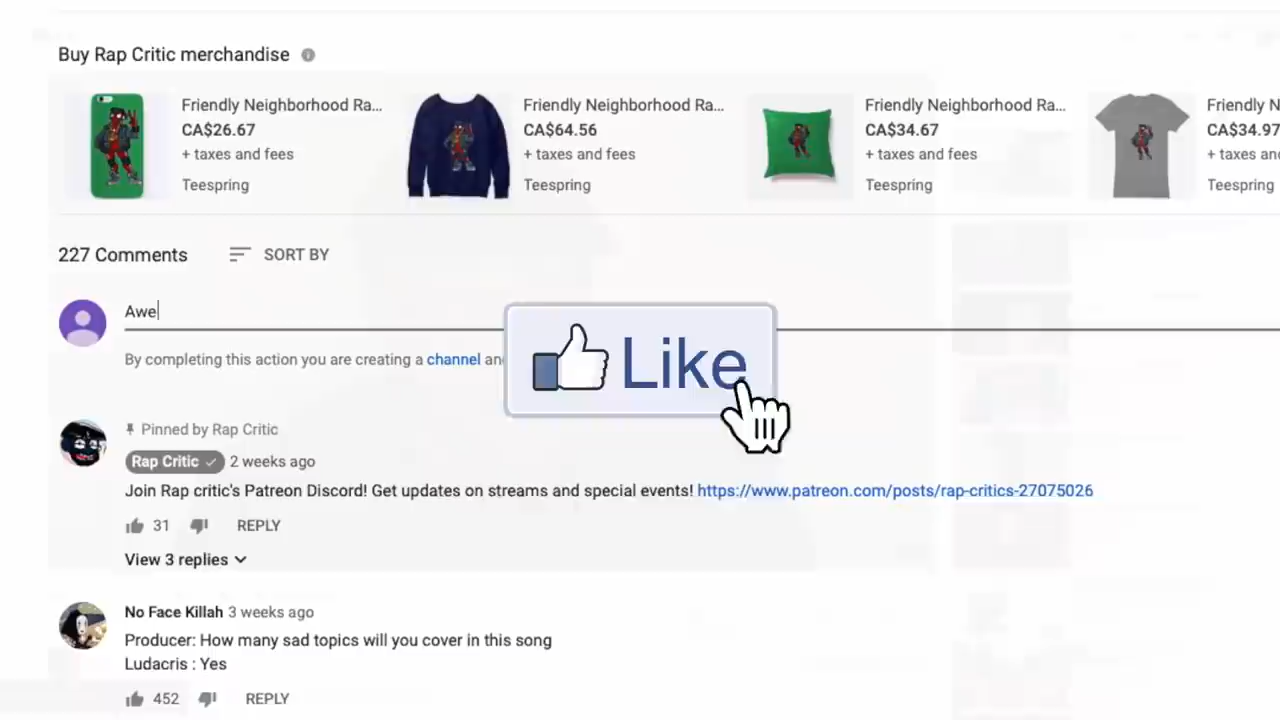 Buy Rap Critic merchandise
Friendly Neighborhood Ra... Friendly Neighborhood Ra... Friendly Neighborhood Ra... Friendly N
CA$26.67 CA$64.56 CA$34.67 CA$34.97
+ taxes and fees + taxes and fees + taxes and fees + taxes an
Teespring Teespring Teespring Teespring
227 Comments SORT BY
Awe
By completing this action you are creating a channel an
Like
Pinned by Rap Critic
Rap Critic 2 weeks ago
Join Rap critic's Patreon Discord! Get updates on streams and special events! https://www.patreon.com/posts/rap-critics-27075026
31 REPLY
View 3 replies
No Face Killah 3 weeks ago
Producer: How many sad topics will you cover in this song
Ludacris : Yes
452 REPLY